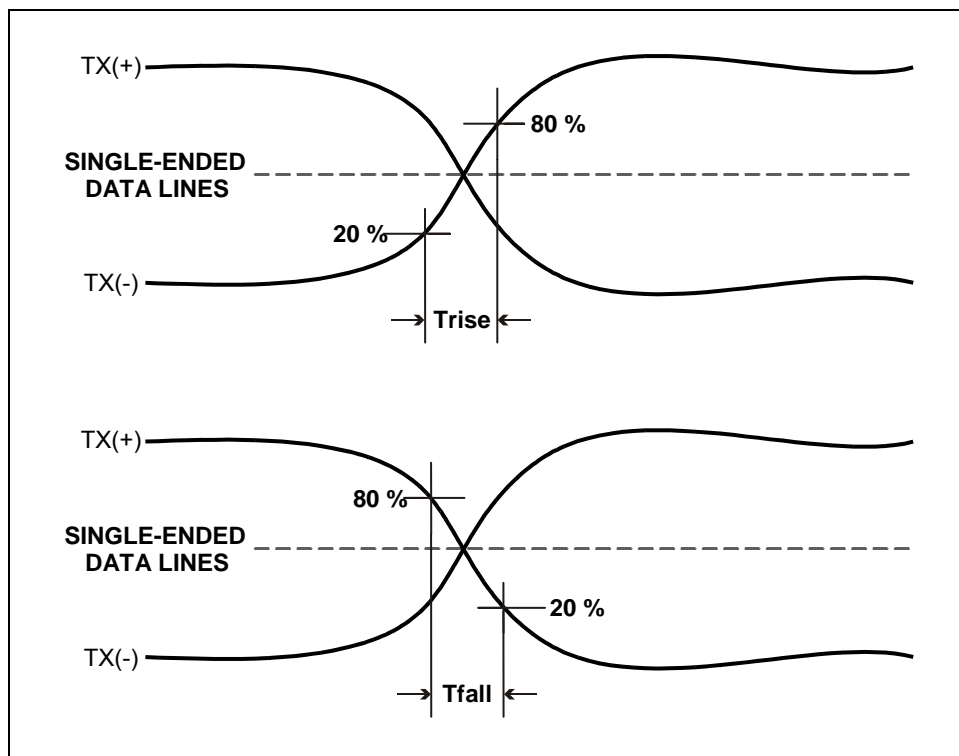 TX(+)
80 %
SINGLE-ENDED
DATA LINES
20 %
TX(-)
Trise
TX(+)
80 %
SINGLE-ENDED
DATA LINES
20 %
TX(-)
Tfall